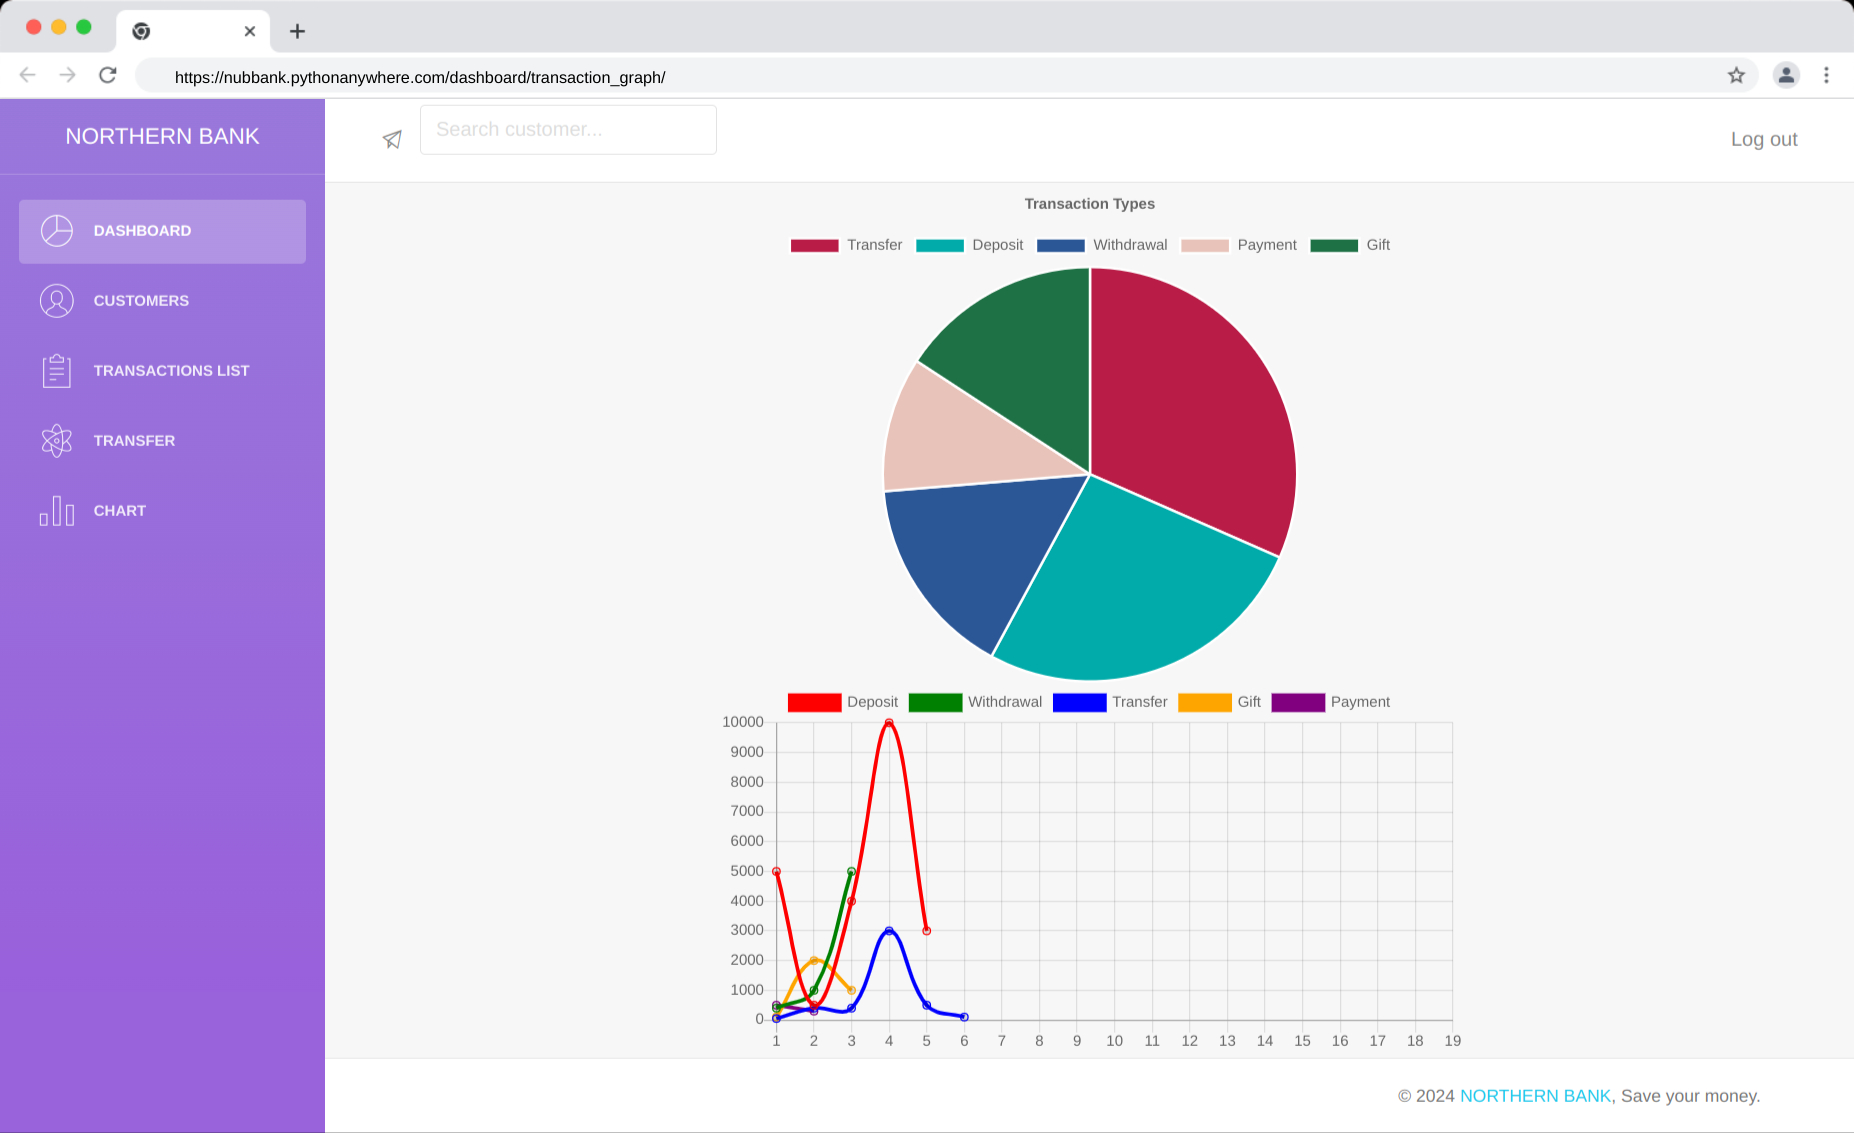 https://nubbank.pythonanywhere.com/dashboard/transaction_graph/
NORTHERN BANK
Search customer...
Log out
DASHBOARD
CUSTOMERS
TRANSACTIONS LIST
TRANSFER
CHART
Transaction Types
Transfer Deposit Withdrawal Payment Gift
Deposit Withdrawal Transfer Gift Payment
10000
9000
8000
7000
6000
5000
4000
3000
2000
1000
0
1 2 3 4 5 6 7 8 9 10 11 12 13 14 15 16 17 18 19
© 2024 NORTHERN BANK, Save your money.